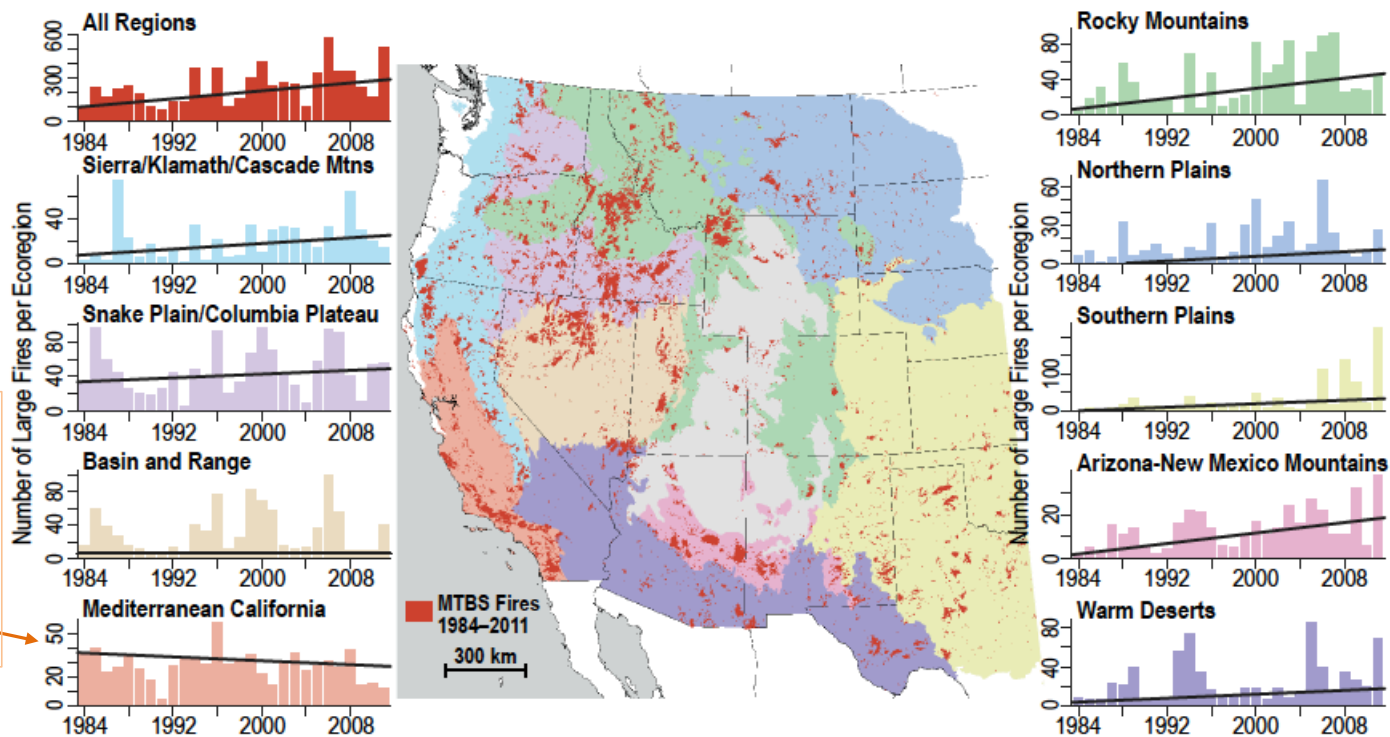 All Regions
600
300
0
1984 1992 2000 2008
Sierra/Klamath/Cascade Mtns
40
0
1984 1992 2000 2008
Snake Plain/Columbia Plateau
80
40
0
1984 1992 2000 2008
Basin and Range
80
40
0
1984 1992 2000 2008
Mediterranean California
50
20
0
1984 1992 2000 2008
Number of Large Fires per Ecoregion
MTBS Fires
1984–2011
300 km
Number of Large Fires per Ecoregion
Rocky Mountains
80
40
0
1984 1992 2000 2008
Northern Plains
60
30
0
1984 1992 2000 2008
Southern Plains
100
0
1984 1992 2000 2008
Arizona-New Mexico Mountains
20
0
1984 1992 2000 2008
Warm Deserts
80
40
0
1984 1992 2000 2008